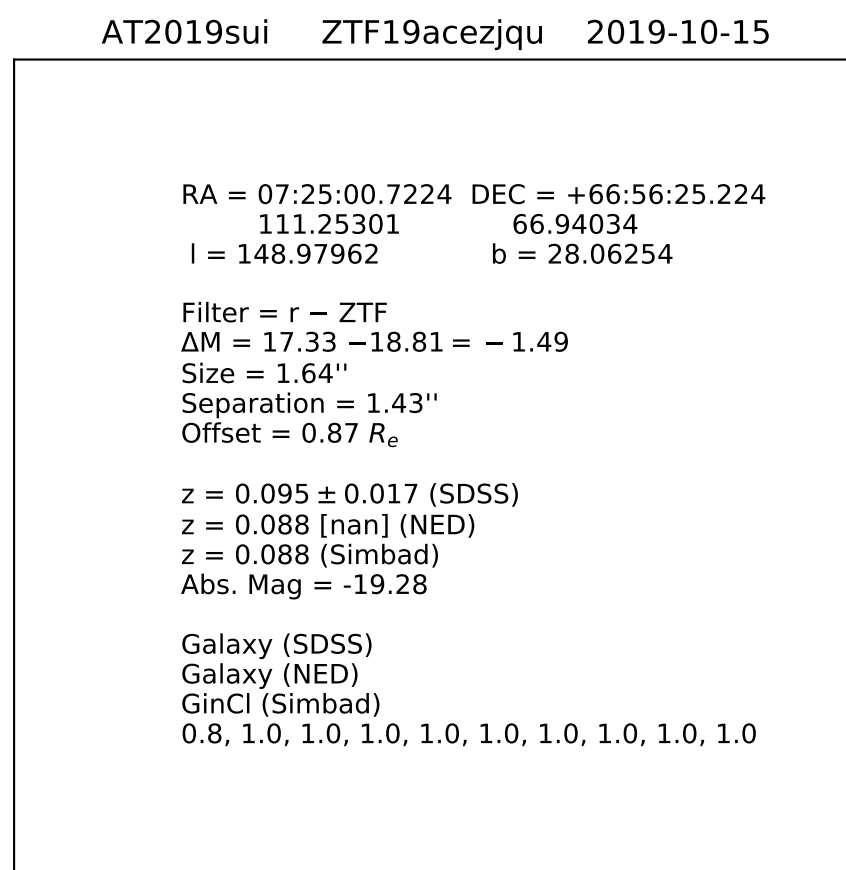 AT2019sui ZTF19acezjqu 2019-10-15
RA = 07:25:00.7224 DEC = +66:56:25.224
111.25301 66.94034
l = 148.97962 b = 28.06254
Filter = r − ZTF
ΔM = 17.33 −18.81 = − 1.49
Size = 1.64''
Separation = 1.43''
Offset = 0.87 Re
z = 0.095 ± 0.017 (SDSS)
z = 0.088 [nan] (NED)
z = 0.088 (Simbad)
Abs. Mag = -19.28
Galaxy (SDSS)
Galaxy (NED)
GinCl (Simbad)
0.8, 1.0, 1.0, 1.0, 1.0, 1.0, 1.0, 1.0, 1.0, 1.0